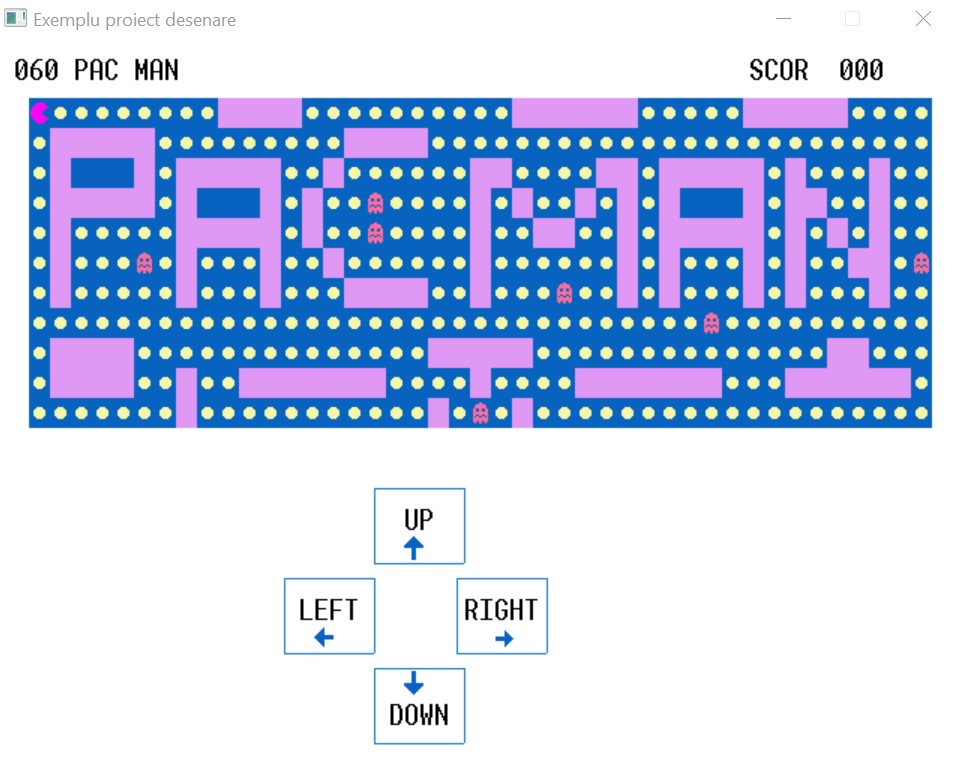 Exemplu proiect desenare
060 PAC MAN SCOR 000
PACMAN
UP
LEFT RIGHT
DOWN